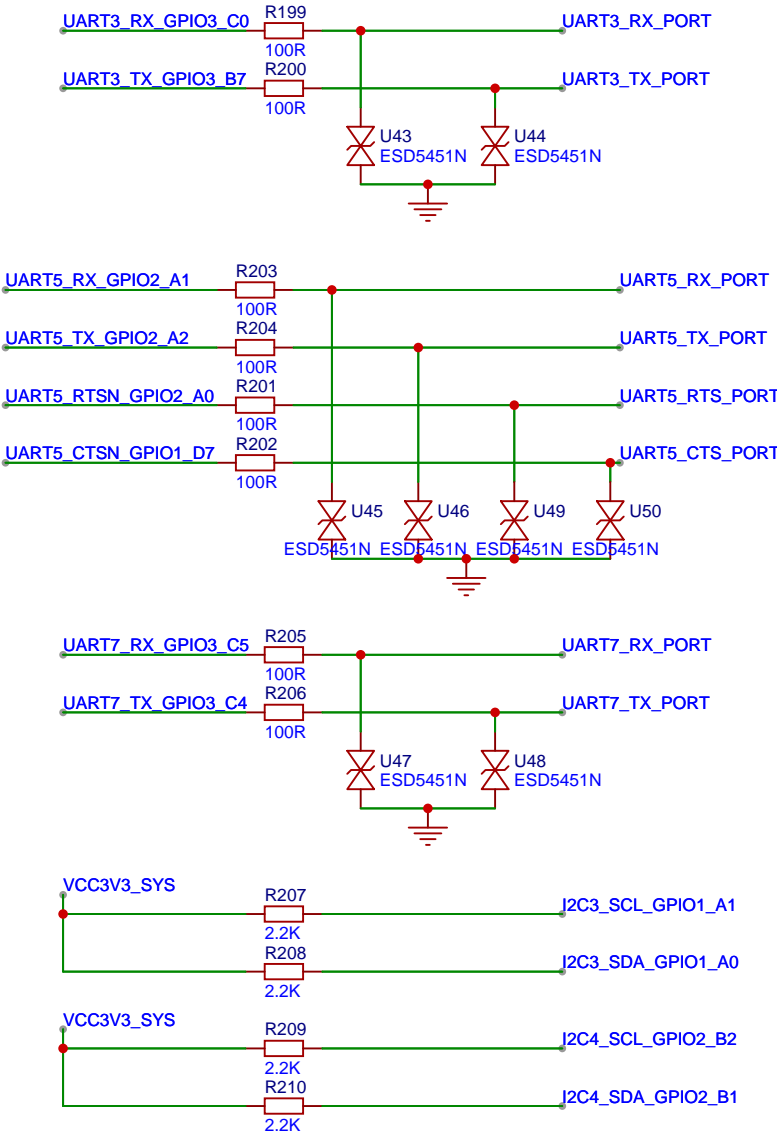 UART3_RX_GPIO3_C0 R199 UART3_RX_PORT
100R
UART3_TX_GPIO3_B7 R200 UART3_TX_PORT
100R
U43 U44
ESD5451N ESD5451N
UART5_RX_GPIO2_A1 R203 UART5_RX_PORT
100R
UART5_TX_GPIO2_A2 R204 UART5_TX_PORT
100R
UART5_RTSN_GPIO2_A0 R201 UART5_RTS_PORT
100R
UART5_CTSN_GPIO1_D7 R202 UART5_CTS_PORT
100R
U45 U46 U49 U50
ESD5451N ESD5451N ESD5451N ESD5451N
UART7_RX_GPIO3_C5 R205 UART7_RX_PORT
100R
UART7_TX_GPIO3_C4 R206 UART7_TX_PORT
100R
U47 U48
ESD5451N ESD5451N
VCC3V3_SYS
R207 I2C3_SCL_GPIO1_A1
2.2K
R208 I2C3_SDA_GPIO1_A0
2.2K
VCC3V3_SYS
R209 I2C4_SCL_GPIO2_B2
2.2K
R210 I2C4_SDA_GPIO2_B1
2.2K